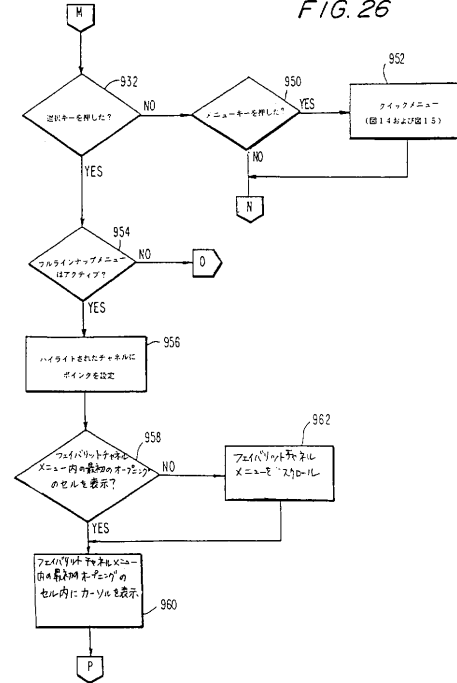 FIG. 26
M
932
選択キーを押した?
NO
YES
950
メニューキーを押した?
YES
NO
952
クイックメニュー
(図14および図15)
N
954
フルラインナップメニュー
はアクティブ?
NO
O
YES
956
ハイライトされたチャネルに
ポインタを設定
958
フェイバリットチャネル
メニュー内の最初のオープニング
のセルを表示?
NO
YES
962
フェイバリットチャネル
メニューをスクロール
フェイバリットチャネルメニュー
内の最初のオープニングの
セル内にカーソルを表示
960
P